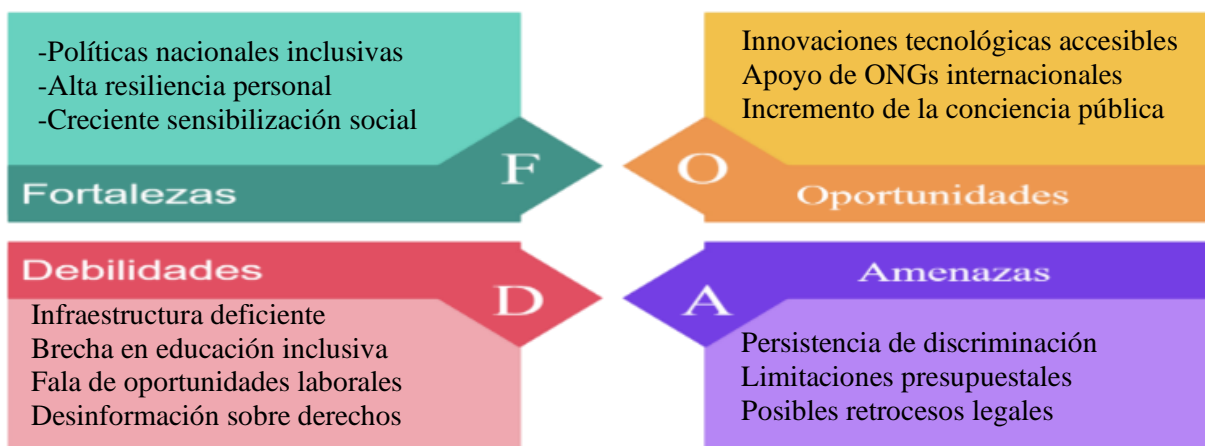 -Políticas nacionales inclusivas
-Alta resiliencia personal
-Creciente sensibilización social
F
Fortalezas
Innovaciones tecnológicas accesibles
Apoyo de ONGs internacionales
Incremento de la conciencia pública
O
Oportunidades
Debilidades
D
Infraestructura deficiente
Brecha en educación inclusiva
Fala de oportunidades laborales
Desinformación sobre derechos
Amenazas
A
Persistencia de discriminación
Limitaciones presupuestales
Posibles retrocesos legales